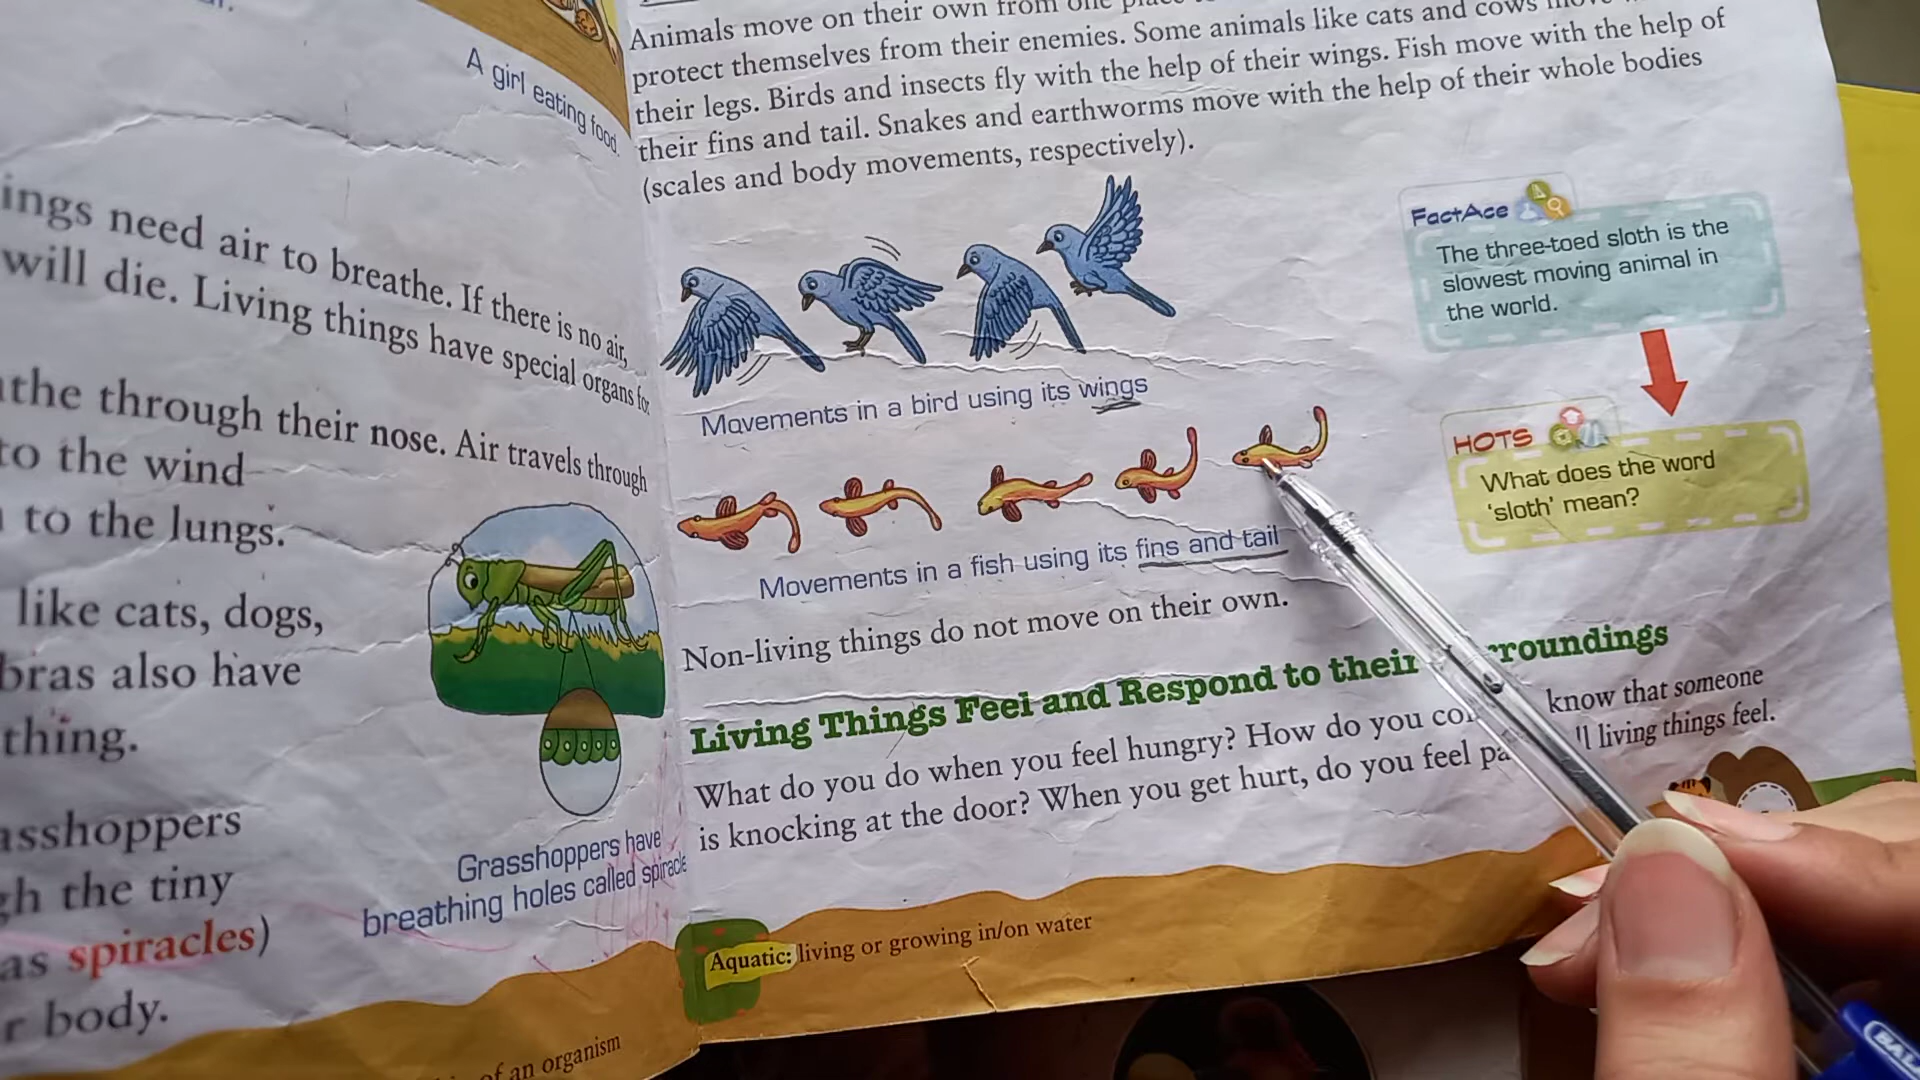 A girl eating food.
ings need air to breathe. If there is no air,
will die. Living things have special organs for
the through their nose. Air travels through
to the wind
to the lungs.
like cats, dogs,
bras also have
thing.
asshoppers
gh the tiny
as spiracles)
r body.
Grasshoppers have
breathing holes called spiracle
of an organism
Animals move on their own from one
protect themselves from their enemies. Some animals like cats and cows move
their legs. Birds and insects fly with the help of their wings. Fish move with the help of
their fins and tail. Snakes and earthworms move with the help of their whole bodies
(scales and body movements, respectively).
Movements in a bird using its wings
Movements in a fish using its fins and tail
FactAce
The three-toed sloth is the
slowest moving animal in
the world.
HOTS
What does the word
'sloth' mean?
Non-living things do not move on their own.
Living Things Feel and Respond to their rroundings
What do you do when you feel hungry? How do you co know that someone
is knocking at the door? When you get hurt, do you feel pa ll living things feel.
Aquatic: living or growing in/on water